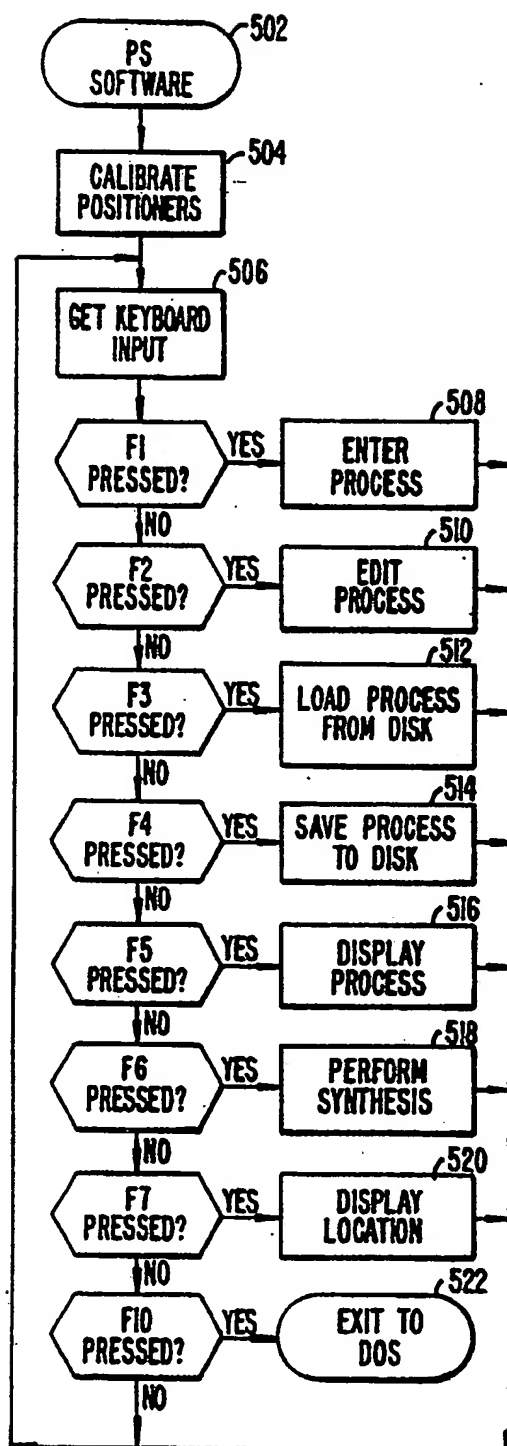 502
PS
SOFTWARE
504
CALIBRATE
POSITIONERS
506
GET KEYBOARD
INPUT
F1
PRESSED?
YES
508
ENTER
PROCESS
NO
F2
PRESSED?
YES
510
EDIT
PROCESS
NO
F3
PRESSED?
YES
512
LOAD PROCESS
FROM DISK
NO
F4
PRESSED?
YES
514
SAVE PROCESS
TO DISK
NO
F5
PRESSED?
YES
516
DISPLAY
PROCESS
NO
F6
PRESSED?
YES
518
PERFORM
SYNTHESIS
NO
F7
PRESSED?
YES
520
DISPLAY
LOCATION
NO
F10
PRESSED?
YES
522
EXIT TO
DOS
NO